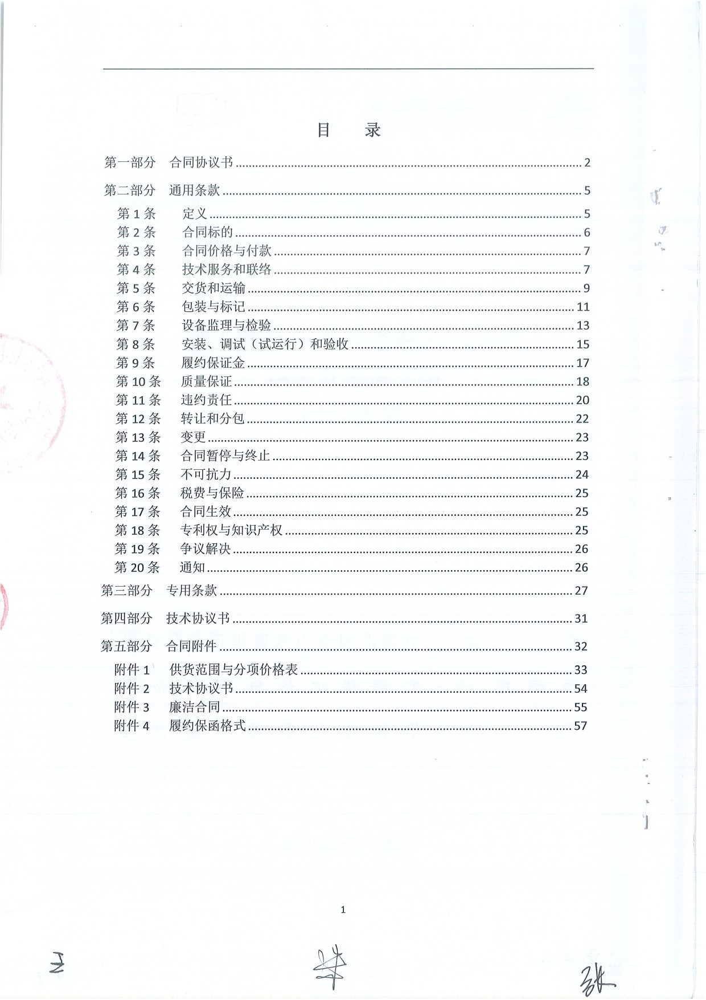 目 录
第一部分 合同协议书........................2
第二部分 通用条款........................5
第 1 条 定义........................5
第 2 条 合同标的........................6
第 3 条 合同价格与付款........................7
第 4 条 技术服务和联络........................7
第 5 条 交货和运输........................9
第 6 条 包装与标记........................11
第 7 条 设备监理与检验........................13
第 8 条 安装、调试（试运行）和验收........................15
第 9 条 履约保证金........................17
第 10 条 质量保证........................18
第 11 条 违约责任........................20
第 12 条 转让和分包........................22
第 13 条 变更........................23
第 14 条 合同暂停与终止........................23
第 15 条 不可抗力........................24
第 16 条 税费与保险........................25
第 17 条 合同生效........................25
第 18 条 专利权与知识产权........................25
第 19 条 争议解决........................26
第 20 条 通知........................26
第三部分 专用条款........................27
第四部分 技术协议书........................31
第五部分 合同附件........................32
附件 1 供货范围与分项价格表........................33
附件 2 技术协议书........................54
附件 3 廉洁合同........................55
附件 4 履约保函格式........................57
1
张